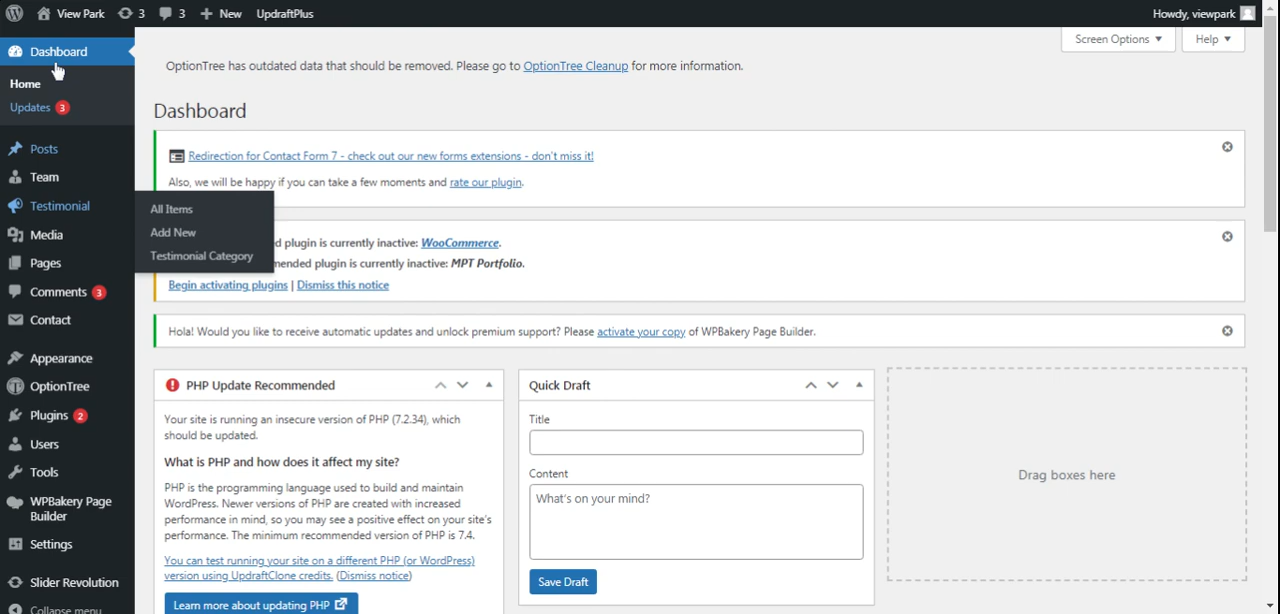 View Park 3 3 New UpdraftPlus Howdy, viewpark
Screen Options Help
Dashboard
Home
Updates 3
Posts
Team
Testimonial
Media
Pages
Comments 3
Contact
Appearance
OptionTree
Plugins 2
Users
Tools
WPBakery Page
Builder
Settings
Slider Revolution
Collapse menu
All Items
Add New
Testimonial Category
OptionTree has outdated data that should be removed. Please go to OptionTree Cleanup for more information.
Dashboard
Redirection for Contact Form 7 - check out our new forms extensions - don't miss it!
Also, we will be happy if you can take a few moments and rate our plugin.
d plugin is currently inactive: WooCommerce.
mended plugin is currently inactive: MPT Portfolio.
Begin activating plugins | Dismiss this notice
Hola! Would you like to receive automatic updates and unlock premium support? Please activate your copy of WPBakery Page Builder.
PHP Update Recommended
Your site is running an insecure version of PHP (7.2.34), which
should be updated.
What is PHP and how does it affect my site?
PHP is the programming language used to build and maintain
WordPress. Newer versions of PHP are created with increased
performance in mind, so you may see a positive effect on your site's
performance. The minimum recommended version of PHP is 7.4.
You can test running your site on a different PHP (or WordPress)
version using UpdraftClone credits. (Dismiss notice)
Learn more about updating PHP
Quick Draft
Title
Content
What's on your mind?
Save Draft
Drag boxes here